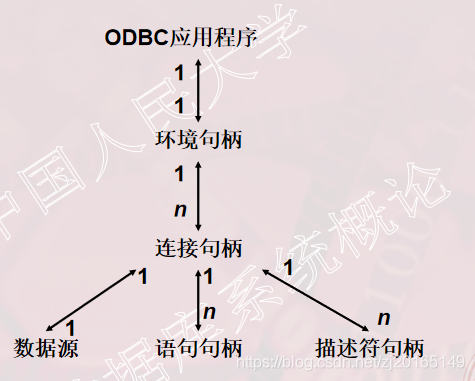 ODBC应用程序
1
1
环境句柄
1
n
连接句柄
1 1 1
n n
1
数据源 语句句柄 描述符句柄
中国人民大学
数据库系统概论
https://blog.csdn.net/zj20165149